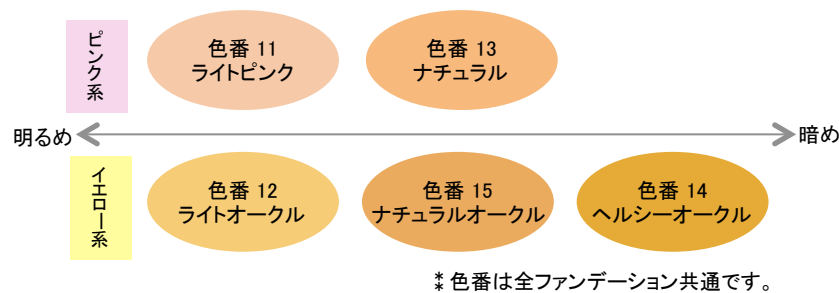 ピンク系
色番 11
ライトピンク
色番 13
ナチュラル
明るめ
暗め
イエロー系
色番 12
ライトオークル
色番 15
ナチュラルオークル
色番 14
ヘルシーオークル
⁑色番は全ファンデーション共通です。